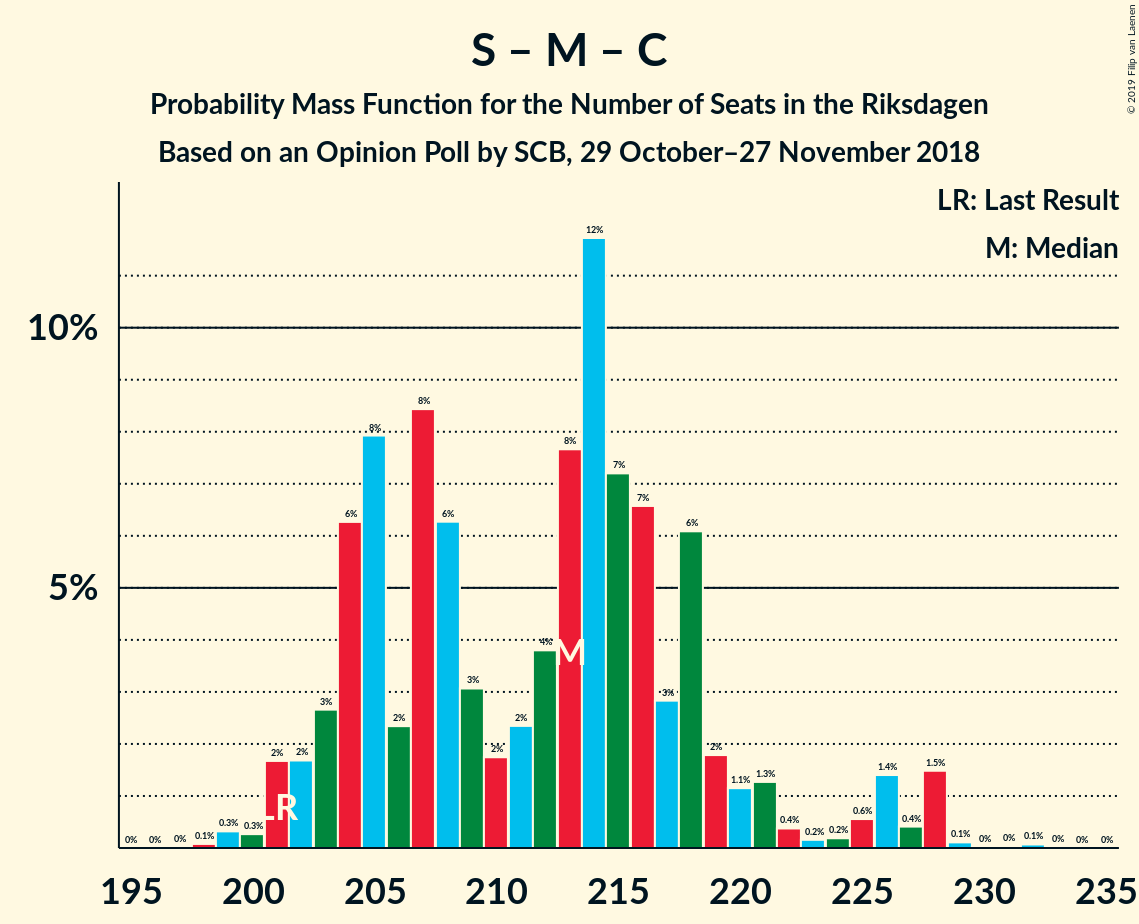 S – M – C
Probability Mass Function for the Number of Seats in the Riksdagen
Based on an Opinion Poll by SCB, 29 October–27 November 2018
© 2019 Filip van Laenen
LR: Last Result
M: Median
10%
5%
0% 0% 0% 0.1% 0.3% 0.3% 2% 2% 3% 6% 8% 2% 8% 6% 3% 2% 2% 4% 8% 12% 7% 7% 3% 6% 2% 1.1% 1.3% 0.4% 0.2% 0.2% 0.6% 1.4% 0.4% 1.5% 0.1% 0% 0% 0.1% 0% 0% 0%
LR
M
195 200 205 210 215 220 225 230 235